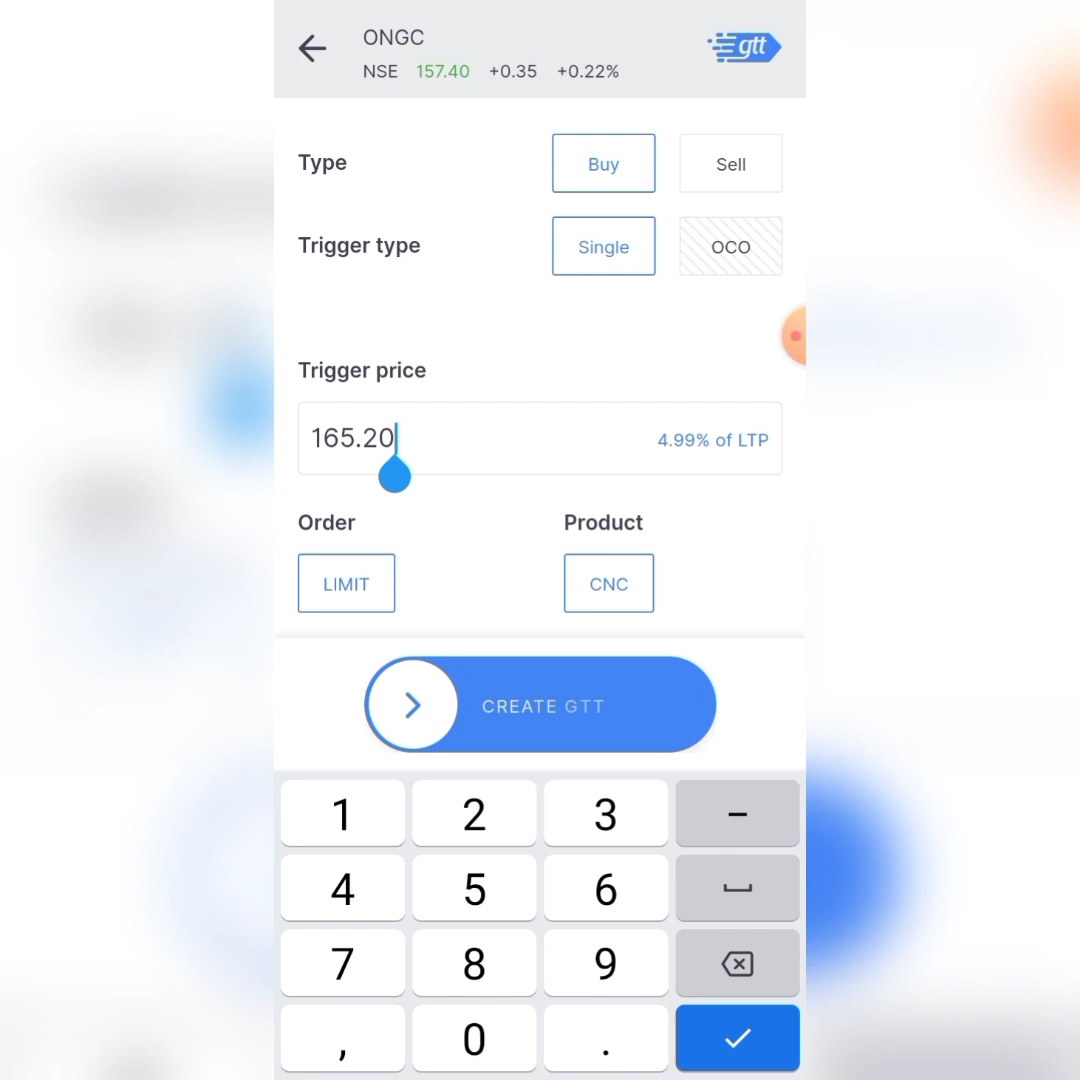 ONGC
gtt
NSE 157.40 +0.35 +0.22%
Type Buy Sell
Trigger type Single OCO
Trigger price
165.20 4.99% of LTP
Order Product
LIMIT CNC
CREATE GTT
1 2 3 -
4 5 6
7 8 9
, 0 .